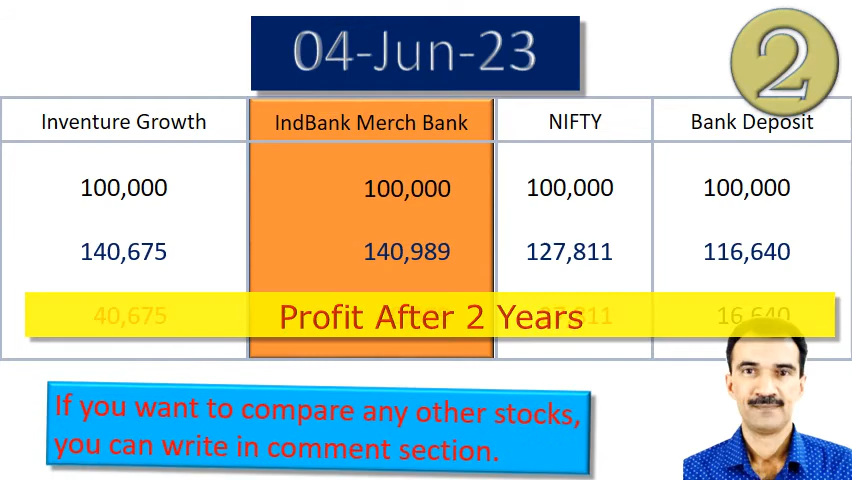 04-Jun-23
2
Inventure Growth IndBank Merch Bank NIFTY Bank Deposit
100,000 100,000 100,000 100,000
140,675 140,989 127,811 116,640
40,675 16,640
Profit After 2 Years
If you want to compare any other stocks,
you can write in comment section.